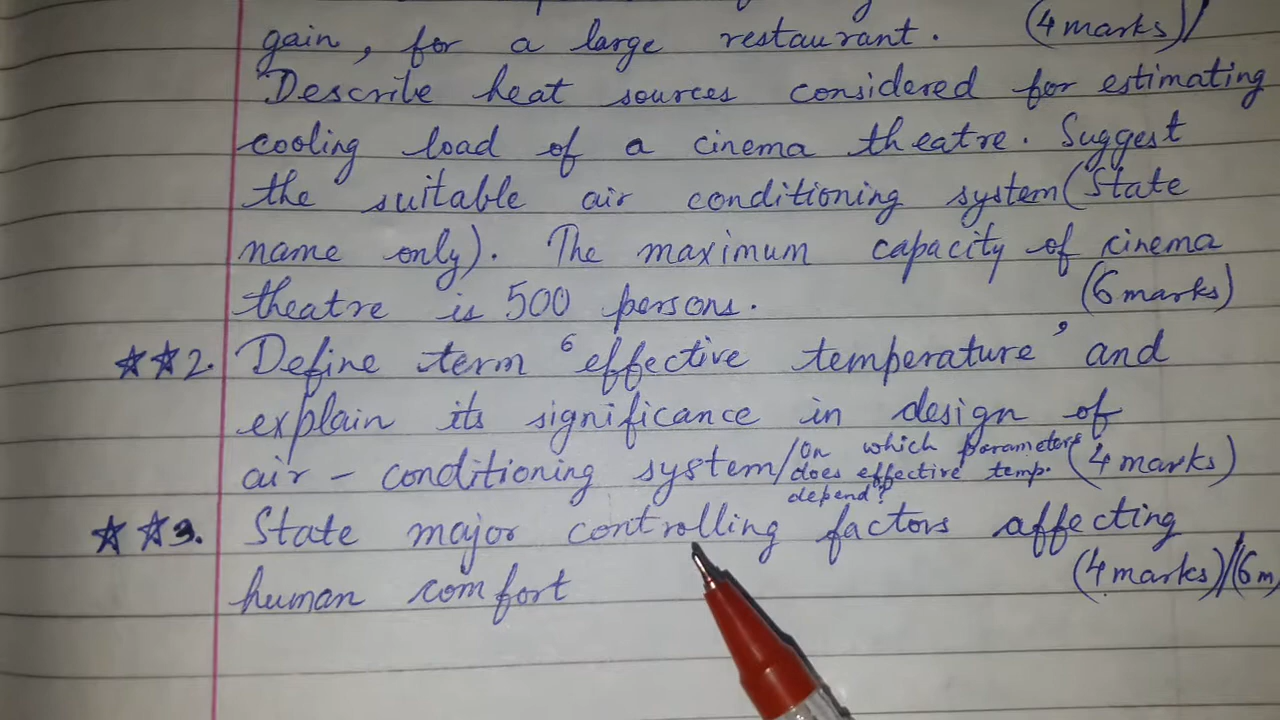 gain, for a large restaurant. (4 marks)/
Describe heat sources considered for estimating
cooling load of a cinema theatre. Suggest
the suitable air conditioning system (State
name only). The maximum capacity of cinema
theatre is 500 persons. (6 marks)
☆☆2. Define term 'effective temperature' and
explain its significance in design of
air-conditioning system/On which parameters does effective temp. depend? (4 marks)
☆☆3. State major controlling factors affecting
human comfort (4 marks)/(6 m